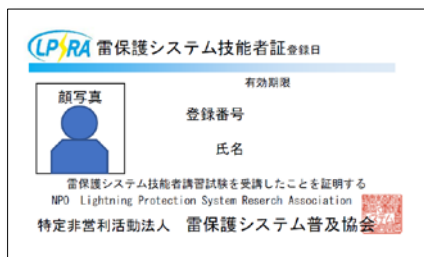 LPSRA 雷保護システム技能者証 登録日
有効期限
顔写真
登録番号
氏名
雷保護システム技能者講習試験を受講したことを証明する
NPO Lightning Protection System Reserch Association
特定非営利活動法人 雷保護システム普及協会